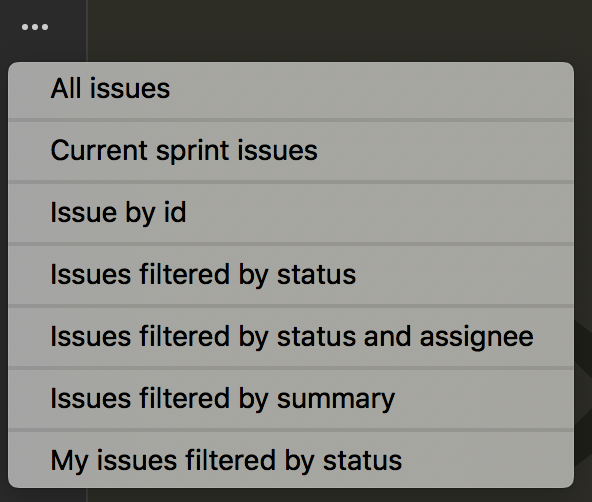 All issues
Current sprint issues
Issue by id
Issues filtered by status
Issues filtered by status and assignee
Issues filtered by summary
My issues filtered by status